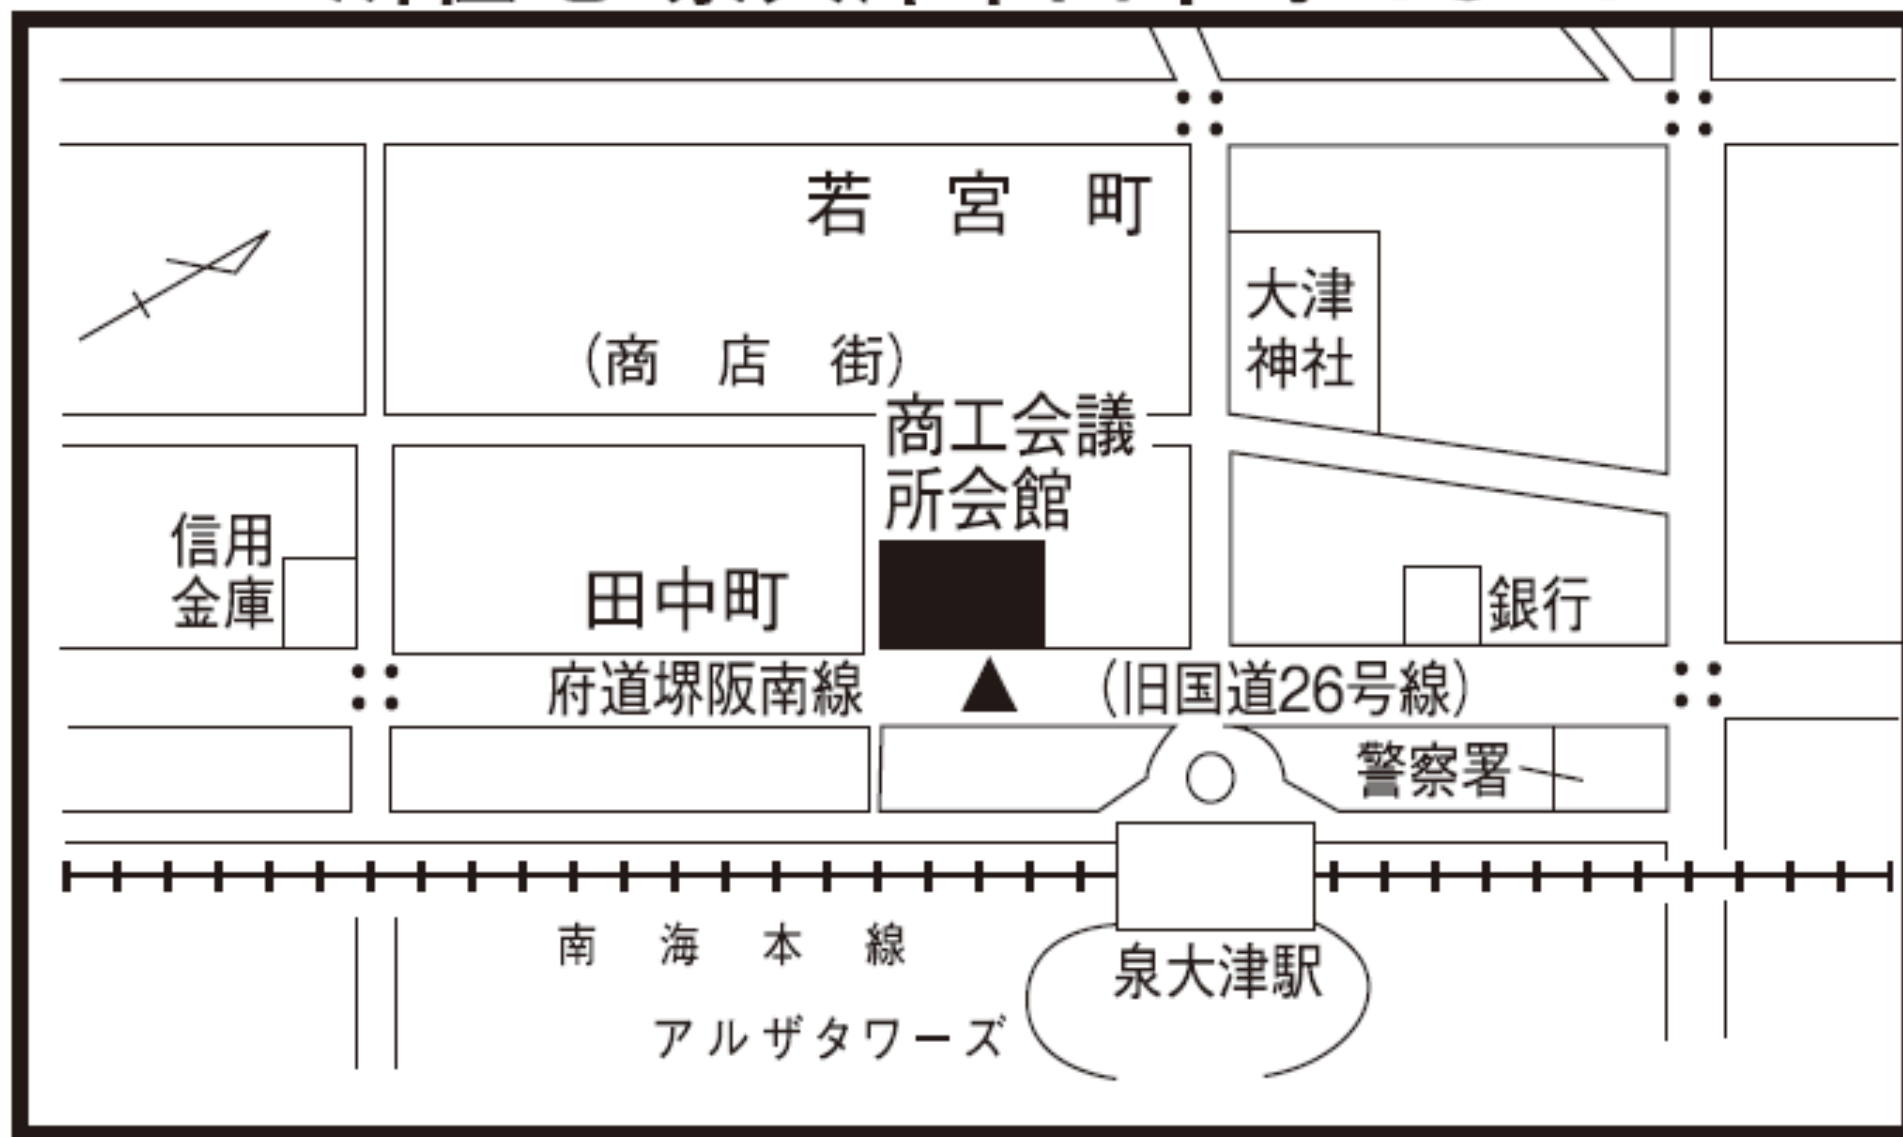 若宮町
大津
神社
(商店街)
商工会議
所会館
信用
金庫
田中町
銀行
府道堺阪南線
(旧国道26号線)
警察署
南海本線
泉大津駅
アルザタワーズ